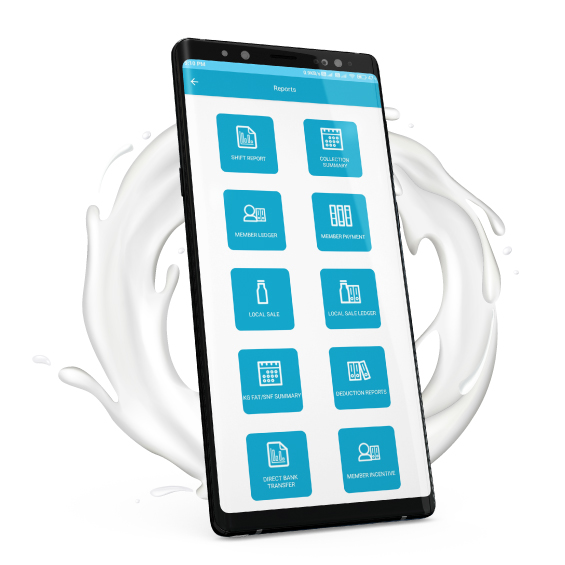 Reports
SHIFT REPORT
COLLECTION
SUMMARY
MEMBER LEDGER
MEMBER PAYMENT
LOCAL SALE
LOCAL SALE LEDGER
KG FAT/SNF SUMMARY
DEDUCTION REPORTS
DIRECT BANK
TRANSFER
MEMBER INCENTIVE